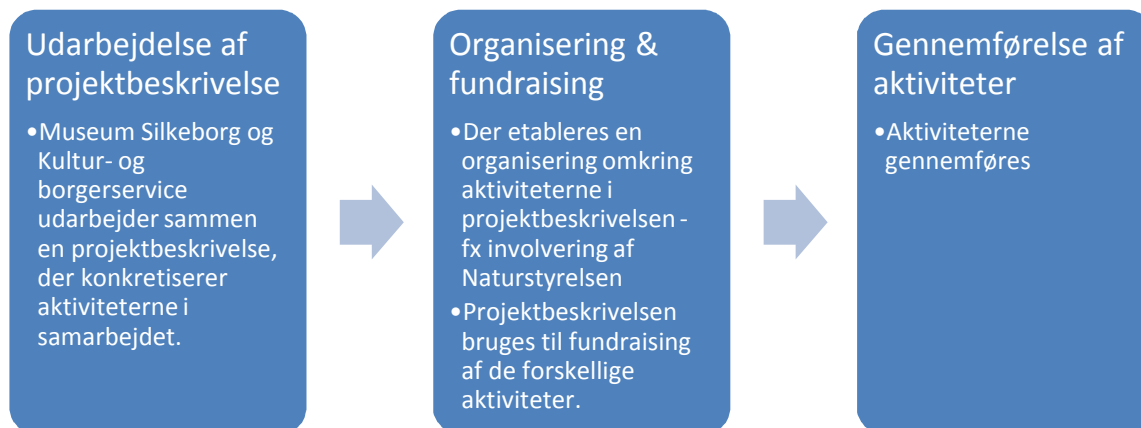 Udarbejdelse af
projektbeskrivelse
•Museum Silkeborg og
Kultur- og
borgerservice
udarbejder sammen
en projektbeskrivelse,
der konkretiserer
aktiviteterne i
samarbejdet.
Organisering &
fundraising
•Der etableres en
organisering omkring
aktiviteterne i
projektbeskrivelsen -
fx involvering af
Naturstyrelsen
•Projektbeskrivelsen
bruges til fundraising
af de forskellige
aktiviteter.
Gennemførelse af
aktiviteter
•Aktiviteterne
gennemføres